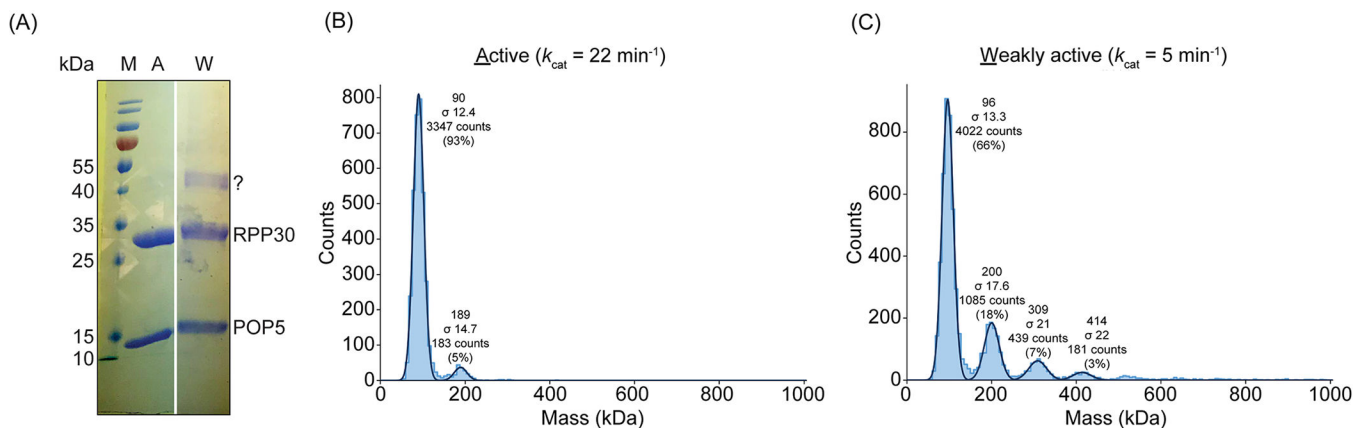 (A)
kDa M A W
55
40
35
25
15
10
?
RPP30
POP5
(B)
Active (kcat = 22 min-1)
Counts
800
700
600
500
400
300
200
100
0
90
σ 12.4
3347 counts
(93%)
189
σ 14.7
183 counts
(5%)
0 200 400 600 800 1000
Mass (kDa)
(C)
Weakly active (kcat = 5 min-1)
Counts
800
600
400
200
0
96
σ 13.3
4022 counts
(66%)
200
σ 17.6
1085 counts
(18%)
309
σ 21
439 counts
(7%)
414
σ 22
181 counts
(3%)
0 200 400 600 800 1000
Mass (kDa)